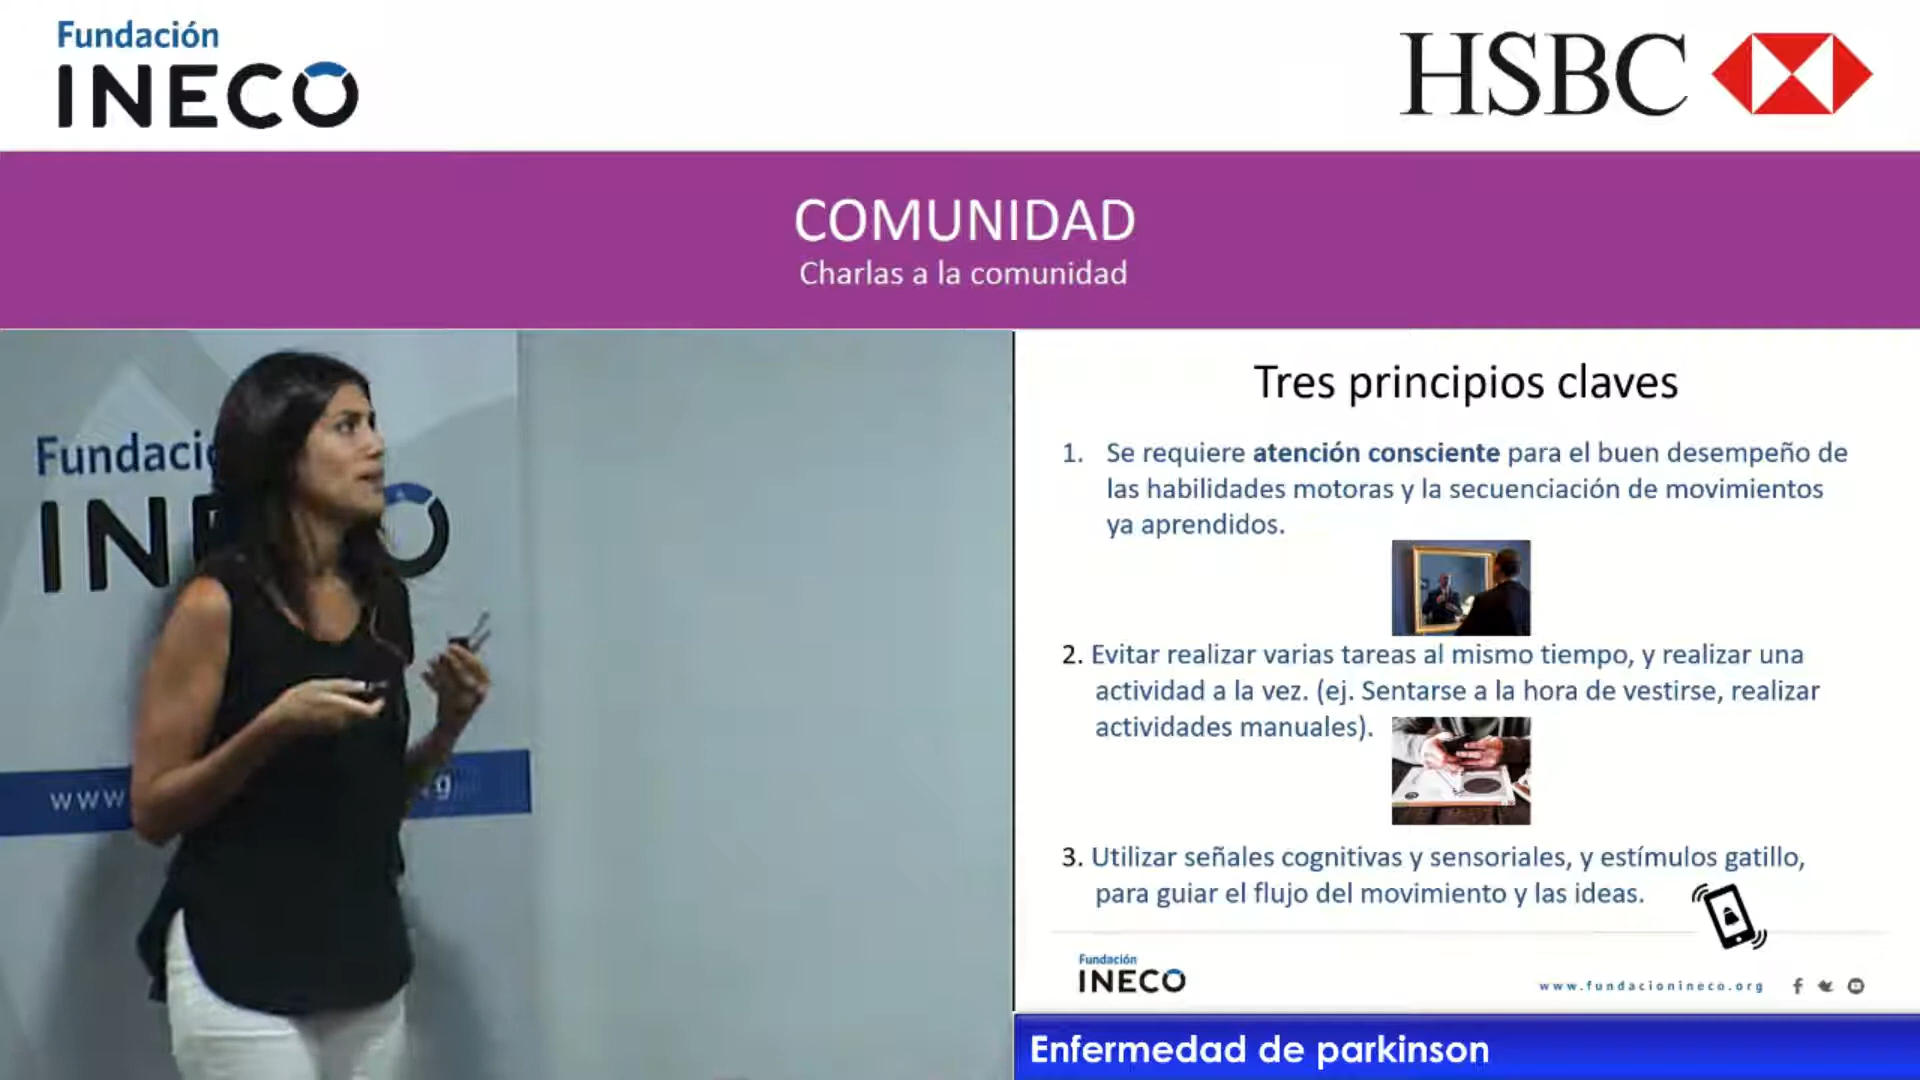 Fundación
INECO
HSBC
COMUNIDAD
Charlas a la comunidad
Fundació
www
rg
Tres principios claves
1. Se requiere atención consciente para el buen desempeño de
las habilidades motoras y la secuenciación de movimientos
ya aprendidos.
2. Evitar realizar varias tareas al mismo tiempo, y realizar una
actividad a la vez. (ej. Sentarse a la hora de vestirse, realizar
actividades manuales).
3. Utilizar señales cognitivas y sensoriales, y estímulos gatillo,
para guiar el flujo del movimiento y las ideas.
Fundación
INECO
www.fundacionineco.org
Enfermedad de parkinson